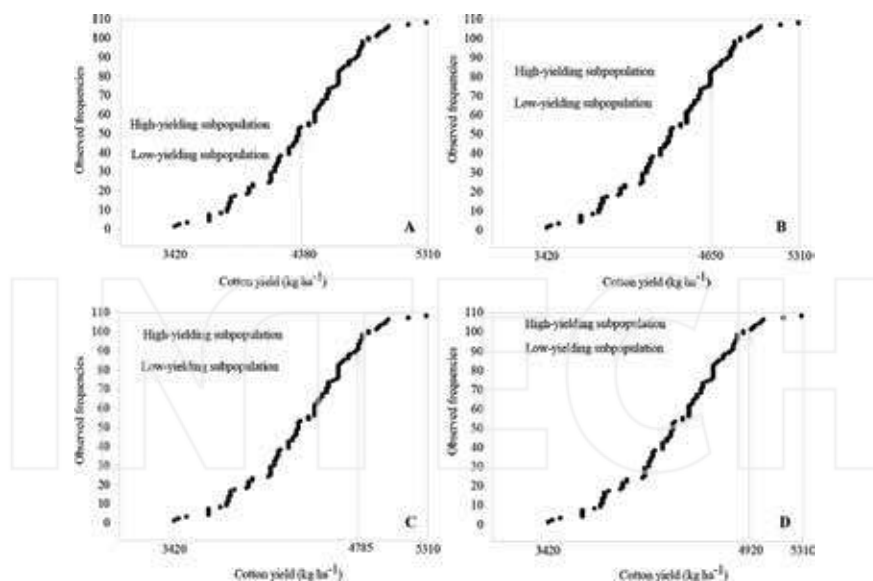 110
100
90
80
70
60
50
40
30
20
10
0
Observed frequencies
High-yielding subpopulation
Low-yielding subpopulation
A
3420 4380 5310
Cotton yield (kg ha⁻¹)
110
100
90
80
70
60
50
40
30
20
10
0
Observed frequencies
High-yielding subpopulation
Low-yielding subpopulation
B
3420 4650 5310
Cotton yield (kg ha⁻¹)
110
100
90
80
70
60
50
40
30
20
10
0
Observed frequencies
High-yielding subpopulation
Low-yielding subpopulation
C
3420 4785 5310
Cotton yield (kg ha⁻¹)
110
100
90
80
70
60
50
40
30
20
10
0
Observed frequencies
High-yielding subpopulation
Low-yielding subpopulation
D
3420 4920 5310
Cotton yield (kg ha⁻¹)
INTECH